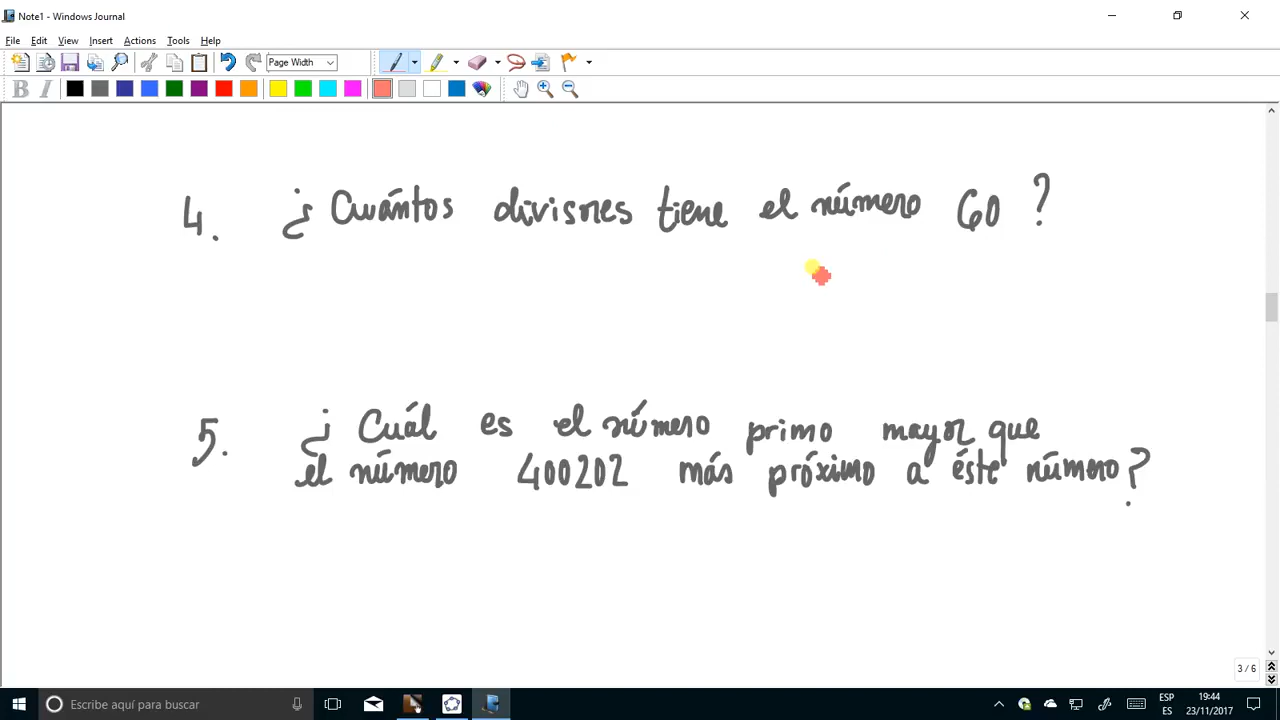 Note1 - Windows Journal
File Edit View Insert Actions Tools Help
Page Width
B I
4. ¿Cuántos divisores tiene el número 60?
5. ¿Cuál es el número primo mayor que
el número 400202 más próximo a éste número?
3 / 6
Escribe aquí para buscar
ESP 19:44
ES 23/11/2017